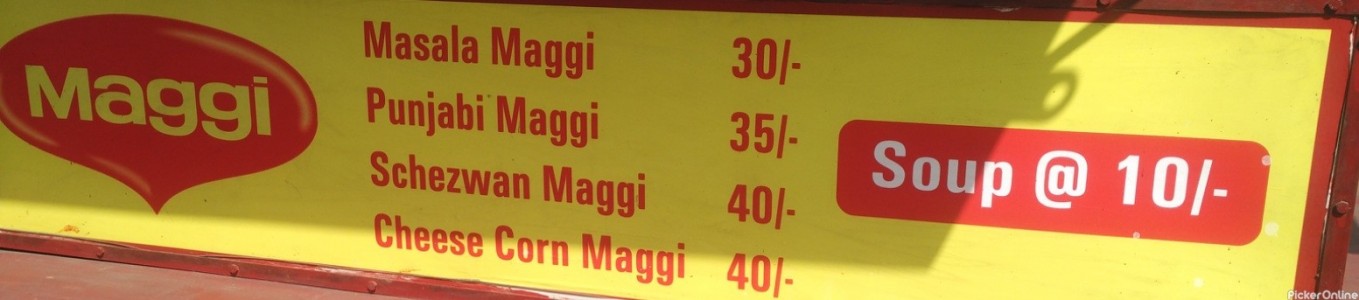 Maggi
Masala Maggi 30/-
Punjabi Maggi 35/-
Schezwan Maggi 40/-
Cheese Corn Maggi 40/-
Soup @ 10/-
PickerOnline